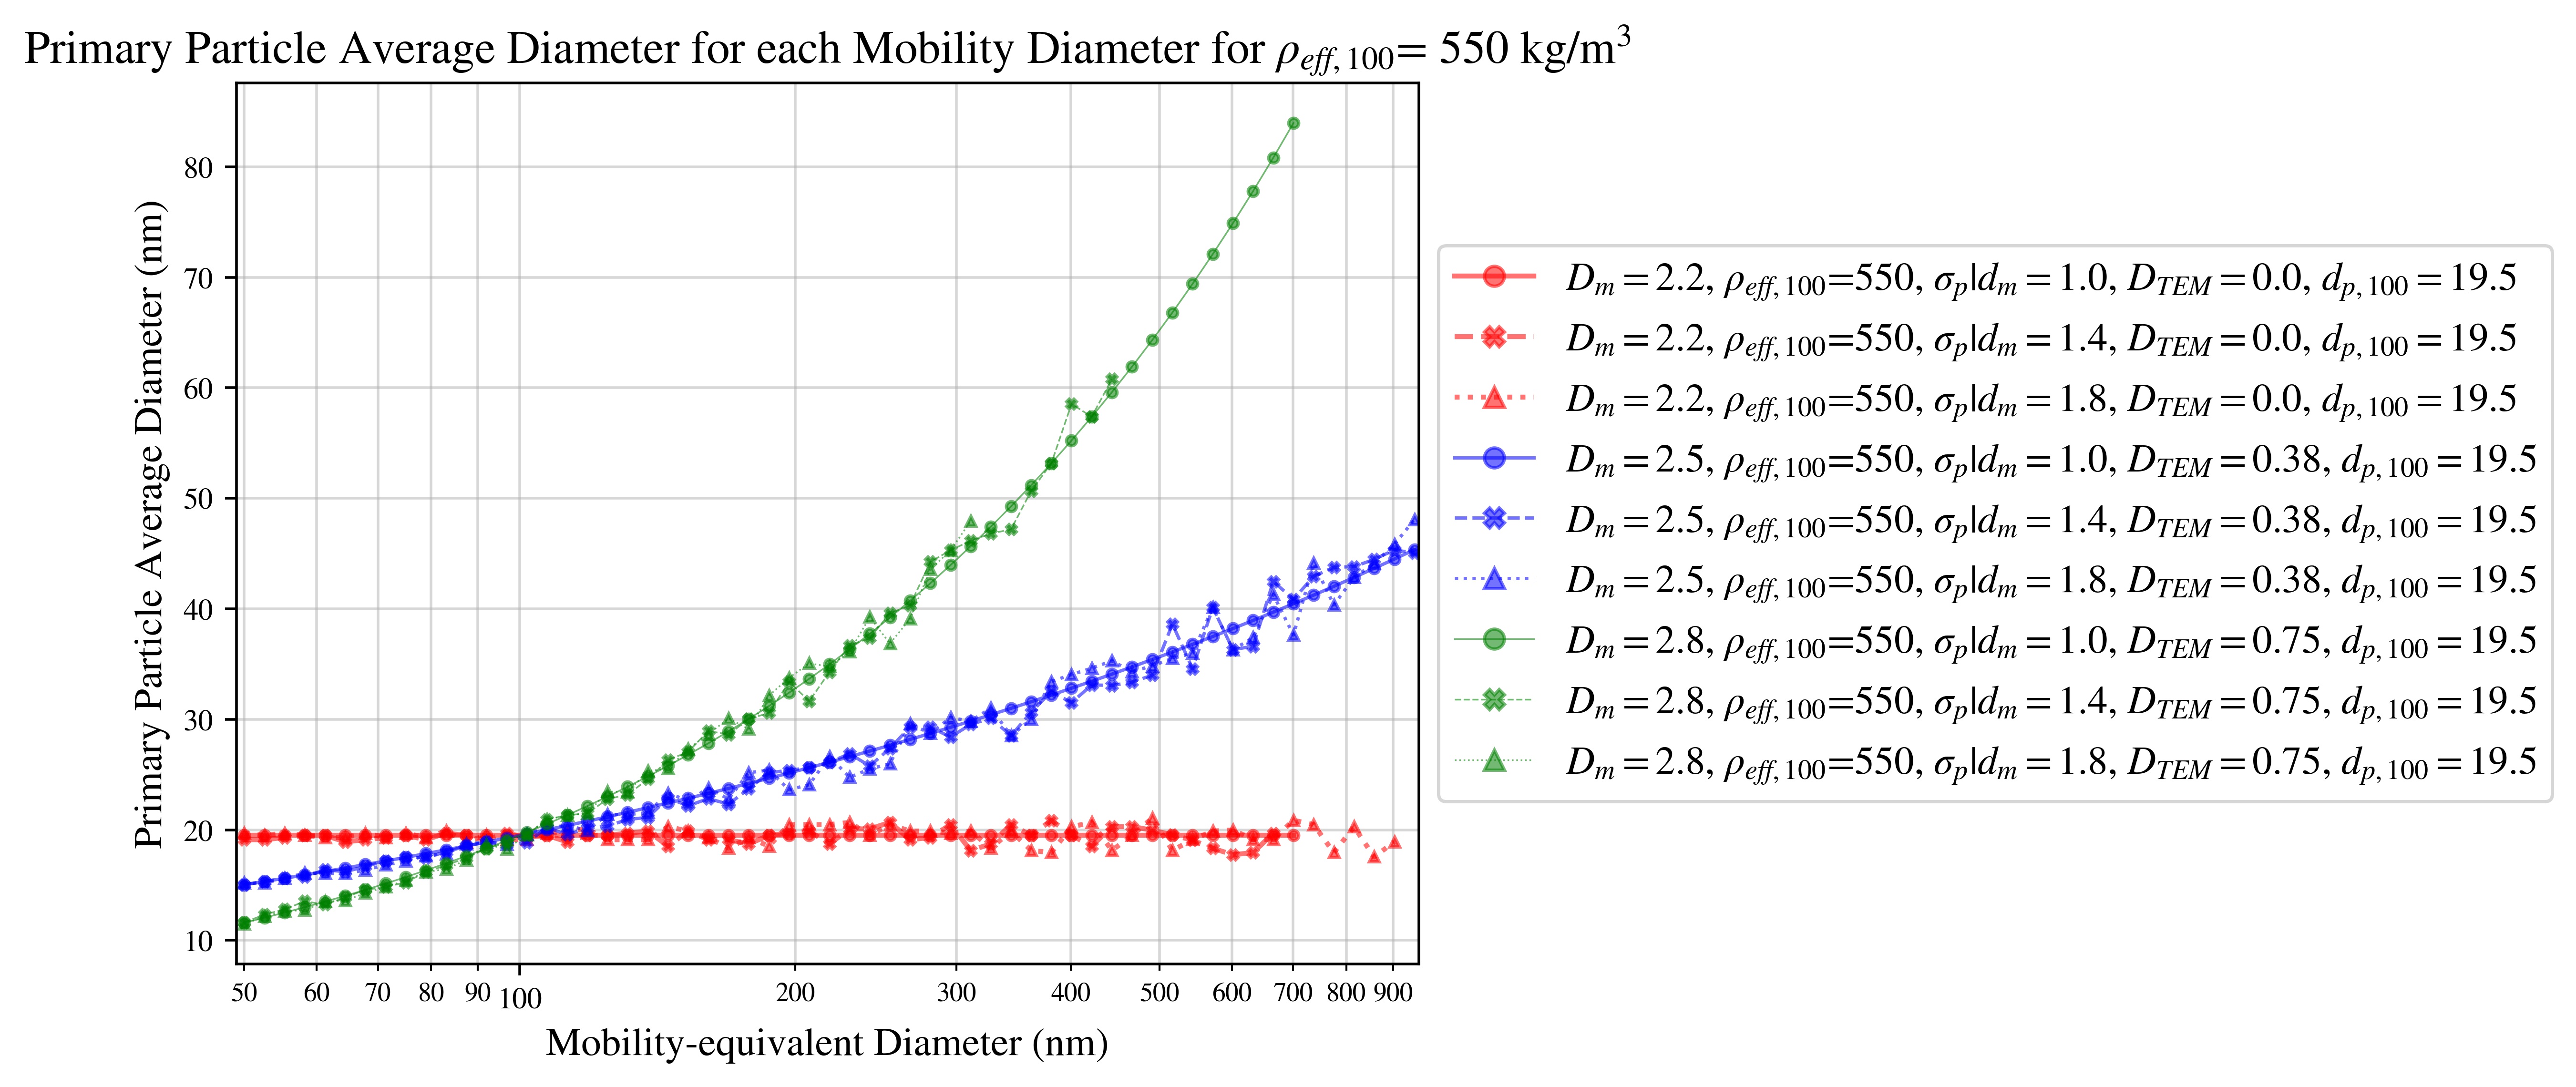 Primary Particle Average Diameter for each Mobility Diameter for ρeff, 100= 550 kg/m³
Primary Particle Average Diameter (nm)
80
70
60
50
40
30
20
10
50 60 70 80 90 100 200 300 400 500 600 700 800 900
Mobility-equivalent Diameter (nm)
Dm = 2.2, ρeff, 100=550, σp|dm = 1.0, DTEM = 0.0, dp, 100 = 19.5
Dm = 2.2, ρeff, 100=550, σp|dm = 1.4, DTEM = 0.0, dp, 100 = 19.5
Dm = 2.2, ρeff, 100=550, σp|dm = 1.8, DTEM = 0.0, dp, 100 = 19.5
Dm = 2.5, ρeff, 100=550, σp|dm = 1.0, DTEM = 0.38, dp, 100 = 19.5
Dm = 2.5, ρeff, 100=550, σp|dm = 1.4, DTEM = 0.38, dp, 100 = 19.5
Dm = 2.5, ρeff, 100=550, σp|dm = 1.8, DTEM = 0.38, dp, 100 = 19.5
Dm = 2.8, ρeff, 100=550, σp|dm = 1.0, DTEM = 0.75, dp, 100 = 19.5
Dm = 2.8, ρeff, 100=550, σp|dm = 1.4, DTEM = 0.75, dp, 100 = 19.5
Dm = 2.8, ρeff, 100=550, σp|dm = 1.8, DTEM = 0.75, dp, 100 = 19.5